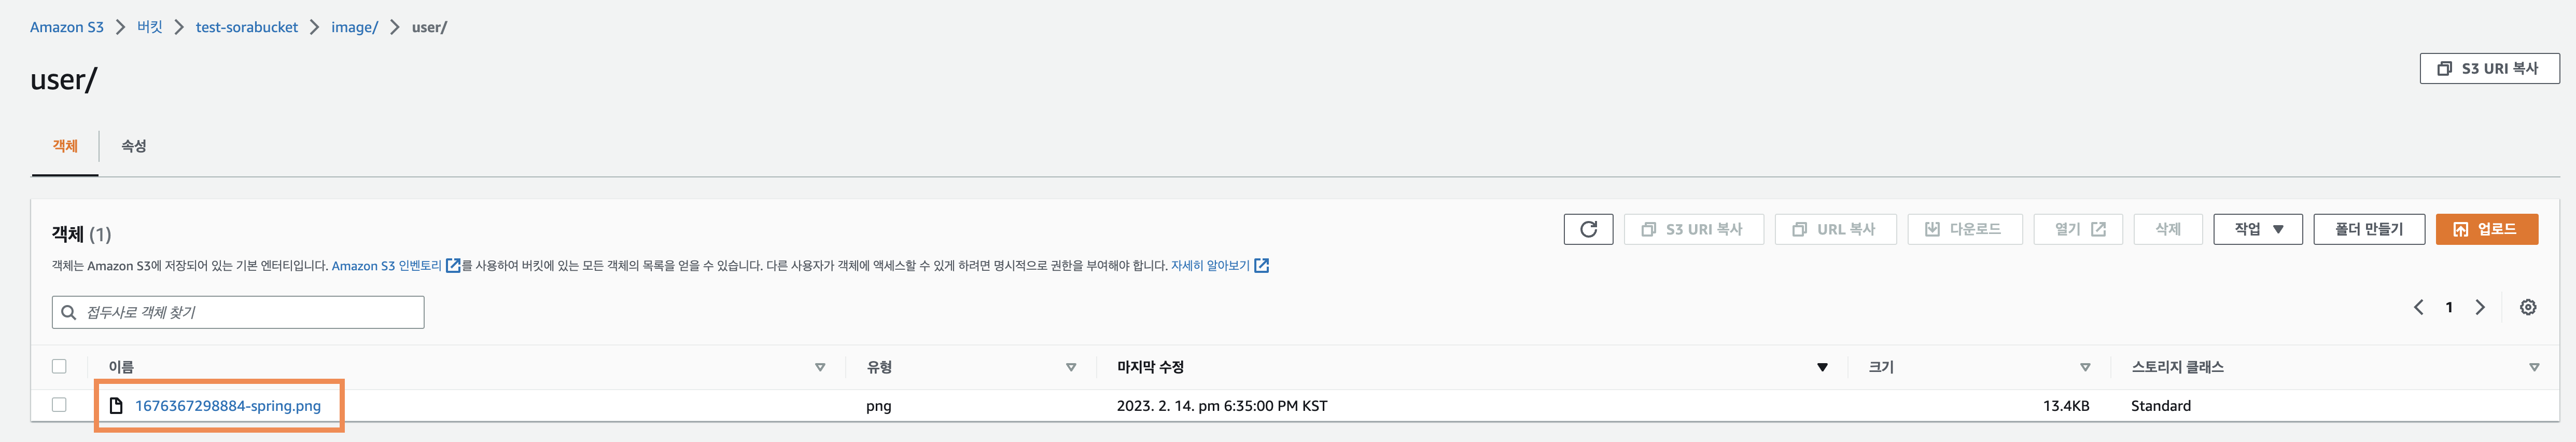 Amazon S3 > 버킷 > test-sorabucket > image/ > user/
user/
S3 URI 복사
객체 속성
객체 (1)
S3 URI 복사 URL 복사 다운로드 열기 삭제 작업 폴더 만들기 업로드
객체는 Amazon S3에 저장되어 있는 기본 엔터티입니다. Amazon S3 인벤토리 를 사용하여 버킷에 있는 모든 객체의 목록을 얻을 수 있습니다. 다른 사용자가 객체에 액세스할 수 있게 하려면 명시적으로 권한을 부여해야 합니다. 자세히 알아보기
접두사로 객체 찾기
1
이름 유형 마지막 수정 크기 스토리지 클래스
1676367298884-spring.png png 2023. 2. 14. pm 6:35:00 PM KST 13.4KB Standard